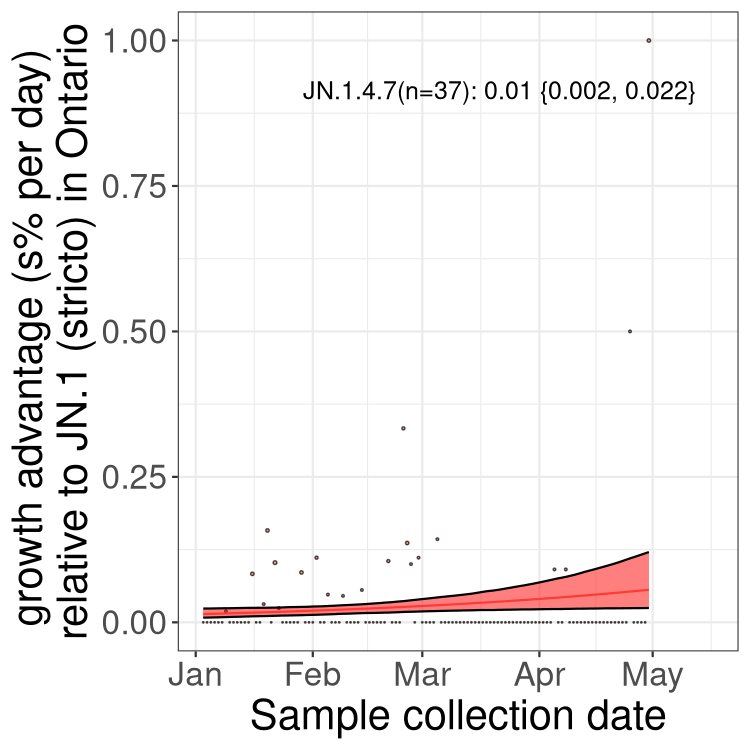 growth advantage (s% per day)
relative to JN.1 (stricto) in Ontario
1.00
0.75
0.50
0.25
0.00
JN.1.4.7(n=37): 0.01 {0.002, 0.022}
Jan Feb Mar Apr May
Sample collection date